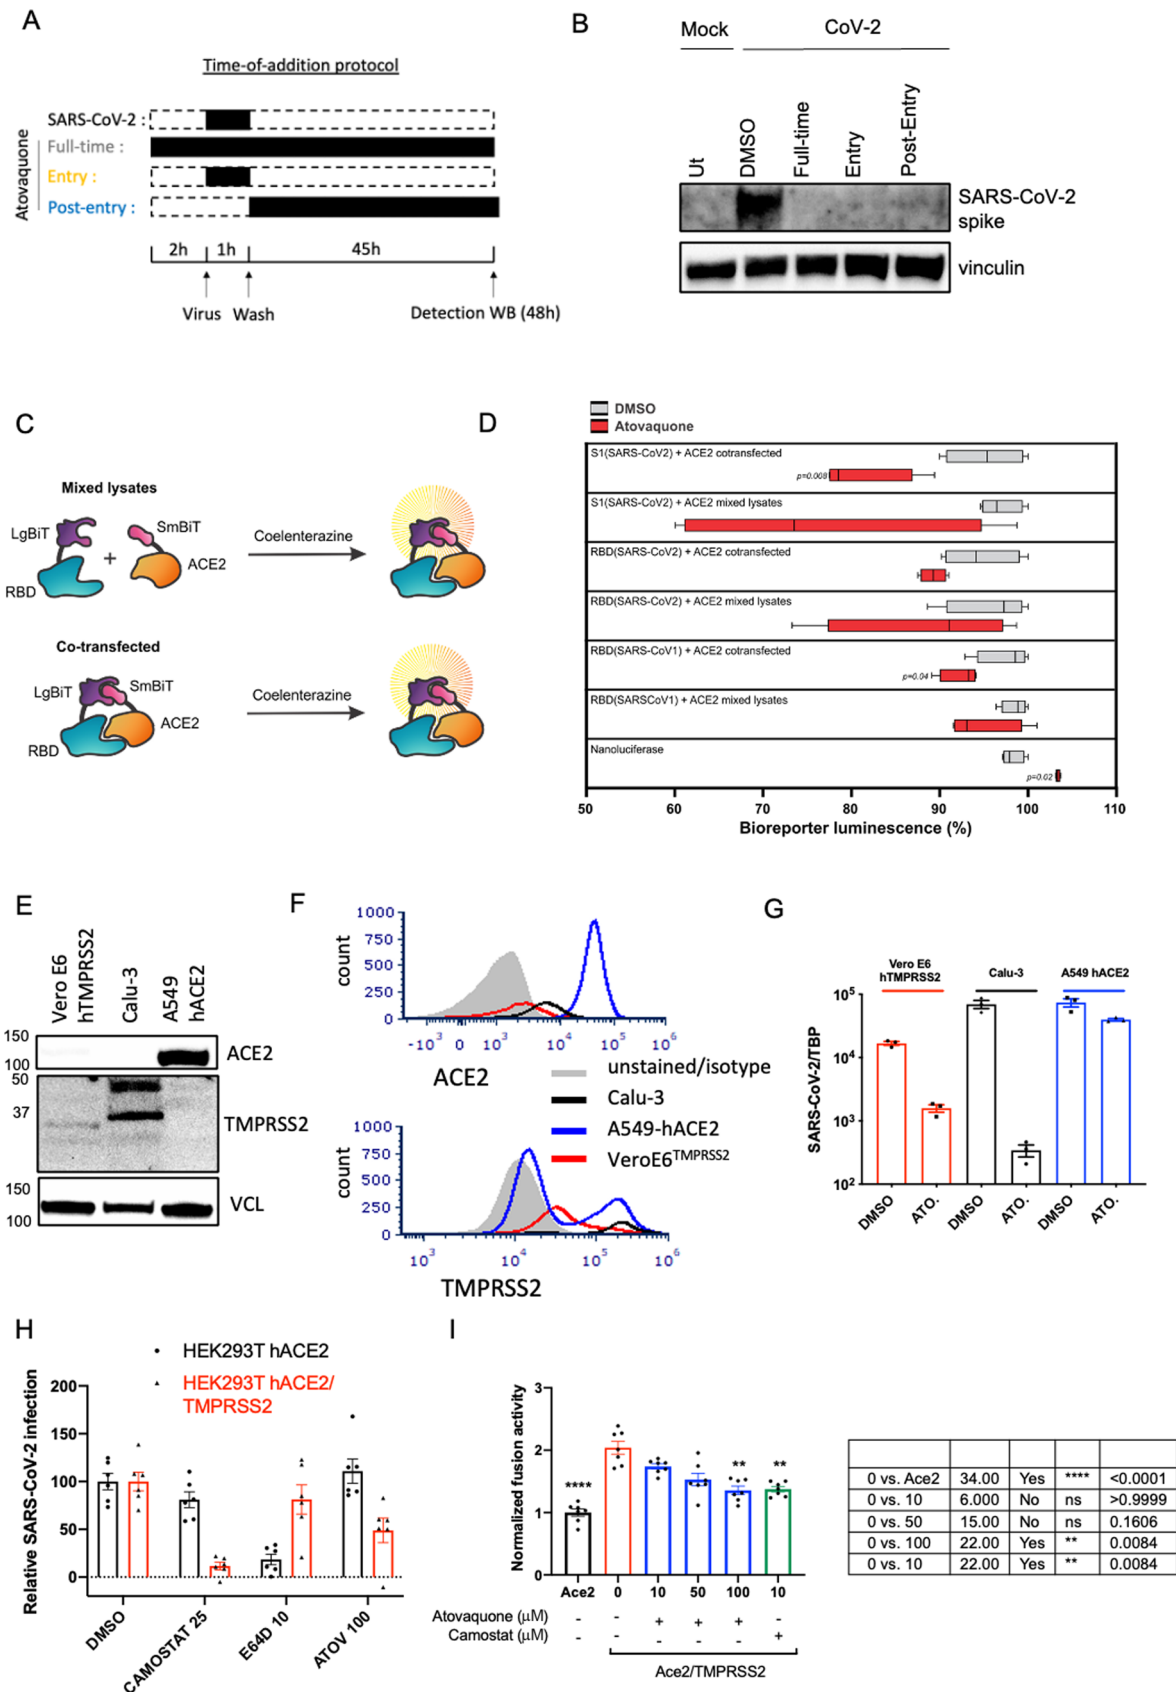 A
Time-of-addition protocol
SARS-CoV-2 :
Full-time :
Entry :
Post-entry :
Atovaquone
2h 1h 45h
Virus Wash Detection WB (48h)
B
Mock CoV-2
Ut DMSO Full-time Entry Post-Entry
SARS-CoV-2
spike
vinculin
C
Mixed lysates
LgBiT SmBiT
+
RBD ACE2
Coelenterazine
Co-transfected
LgBiT SmBiT
RBD ACE2
Coelenterazine
D
DMSO
Atovaquone
S1(SARS-CoV2) + ACE2 cotransfected
p=0.008
S1(SARS-CoV2) + ACE2 mixed lysates
RBD(SARS-CoV2) + ACE2 cotransfected
RBD(SARS-CoV2) + ACE2 mixed lysates
RBD(SARS-CoV1) + ACE2 cotransfected
p=0.04
RBD(SARSCoV1) + ACE2 mixed lysates
Nanoluciferase
p=0.02
50 60 70 80 90 100 110
Bioreporter luminescence (%)
E
Vero E6
hTMPRSS2
Calu-3
A549
hACE2
150
100
ACE2
50
37
TMPRSS2
150
100
VCL
F
1000
750
500
250
0
count
-10³ 0 10³ 10⁴ 10⁵ 10⁶
ACE2
unstained/isotype
Calu-3
A549-hACE2
VeroE6ᵀᴹᴾᴿˢˢ²
1000
750
500
250
0
count
10³ 10⁴ 10⁵ 10⁶
TMPRSS2
G
Vero E6
hTMPRSS2
Calu-3
A549 hACE2
10⁵
10⁴
10³
10²
SARS-CoV-2/TBP
DMSO ATO. DMSO ATO. DMSO ATO.
H
HEK293T hACE2
HEK293T hACE2/
TMPRSS2
200
150
100
50
0
Relative SARS-CoV-2 infection
DMSO CAMOSTAT 25 E64D 10 ATOV 100
I
3
2
1
0
Normalized fusion activity
**** ** **
Ace2 0 10 50 100 10
Atovaquone (μM) - - + + + -
Camostat (μM) - - - - - +
Ace2/TMPRSS2
0 vs. Ace2 34.00 Yes **** <0.0001
0 vs. 10 6.000 No ns >0.9999
0 vs. 50 15.00 No ns 0.1606
0 vs. 100 22.00 Yes ** 0.0084
0 vs. 10 22.00 Yes ** 0.0084